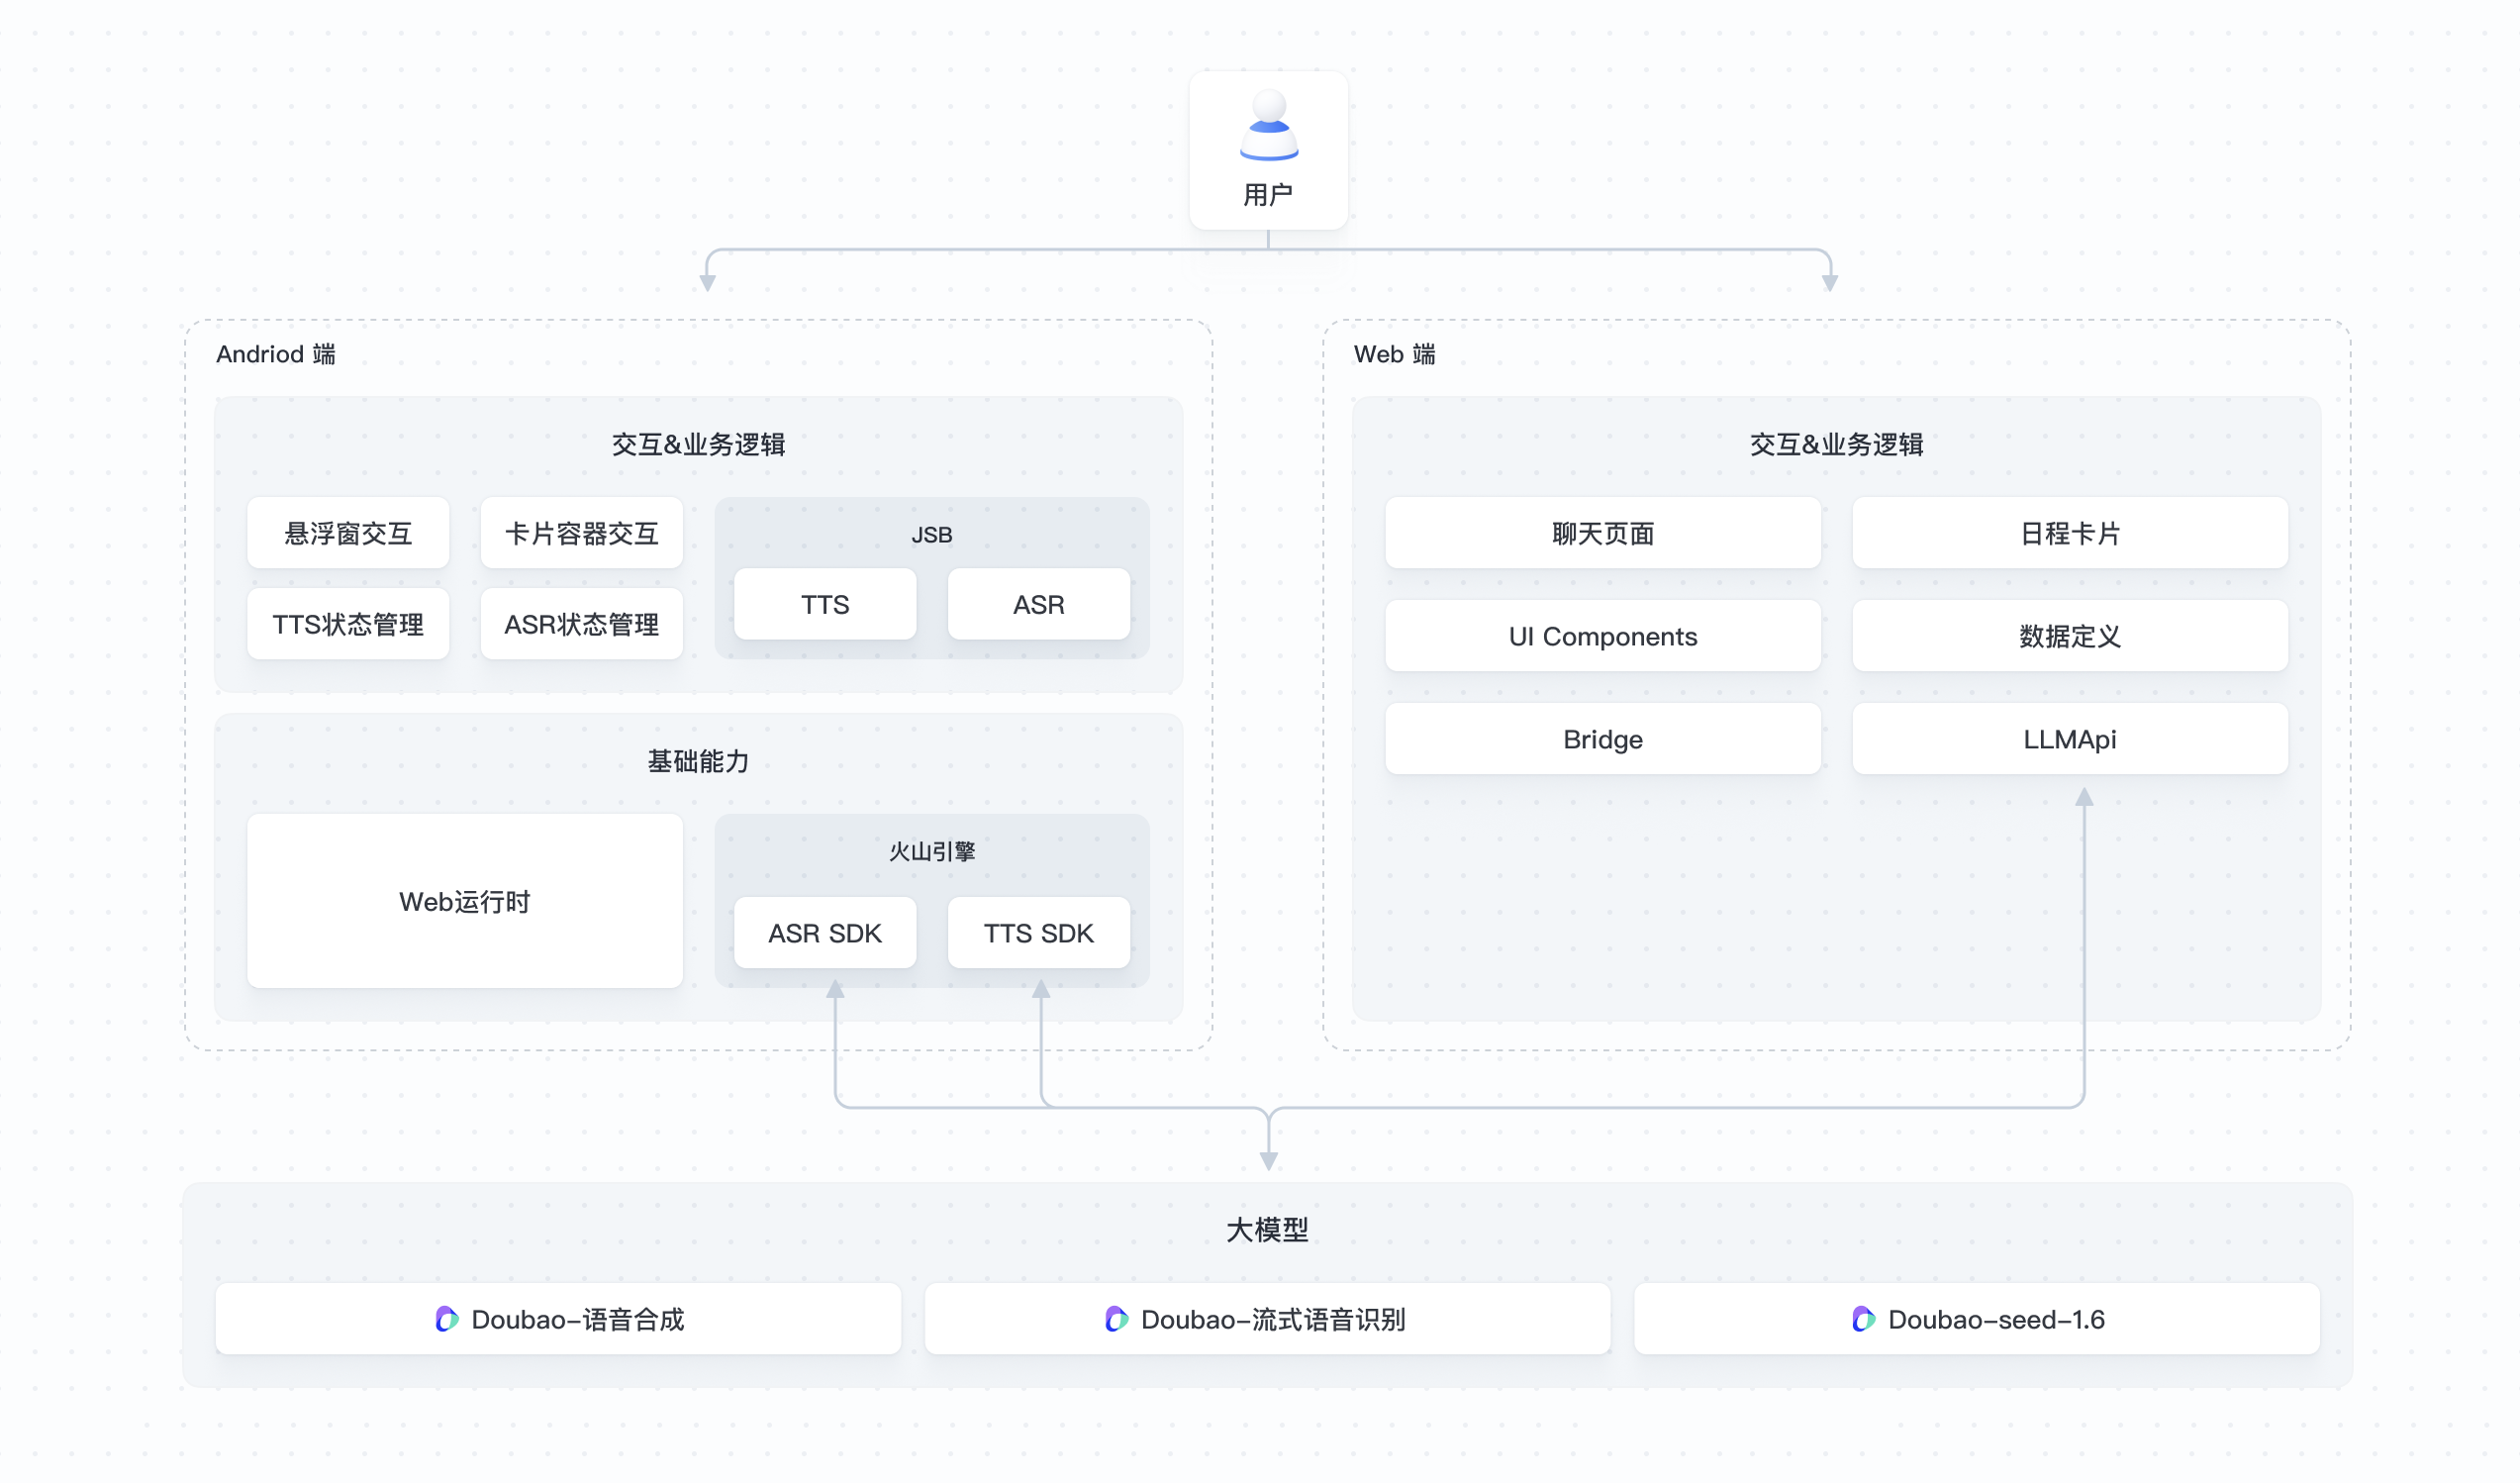 用户
Andriod 端
交互&业务逻辑
悬浮窗交互
卡片容器交互
TTS状态管理
ASR状态管理
JSB
TTS
ASR
基础能力
Web运行时
火山引擎
ASR SDK
TTS SDK
Web 端
交互&业务逻辑
聊天页面
日程卡片
UI Components
数据定义
Bridge
LLMApi
大模型
Doubao-语音合成
Doubao-流式语音识别
Doubao-seed-1.6